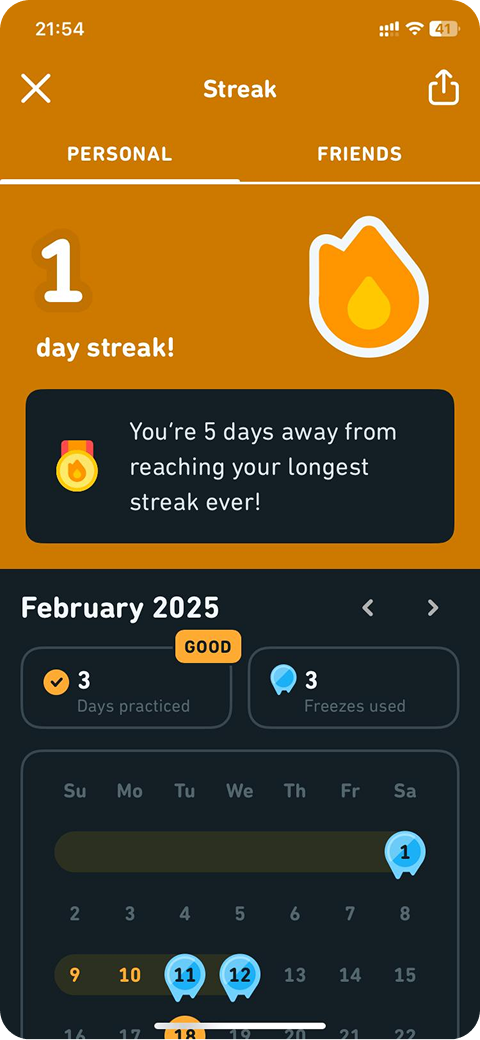 21:54
41
Streak
PERSONAL FRIENDS
1
day streak!
You're 5 days away from
reaching your longest
streak ever!
February 2025
GOOD
3 3
Days practiced Freezes used
Su Mo Tu We Th Fr Sa
1
2 3 4 5 6 7 8
9 10 11 12 13 14 15
16 17 18 19 20 21 22